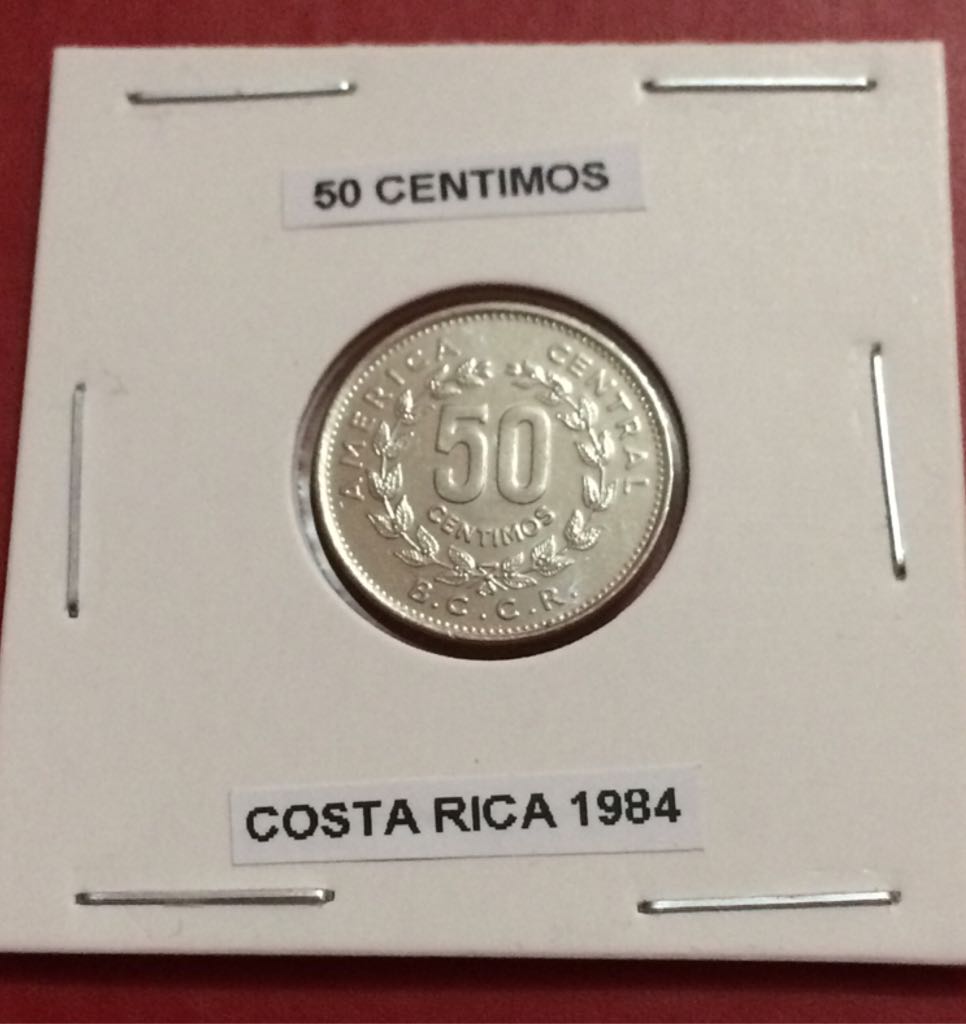 50 CENTIMOS
AMERICA CENTRAL
50
CENTIMOS
B.C.C.R.
COSTA RICA 1984